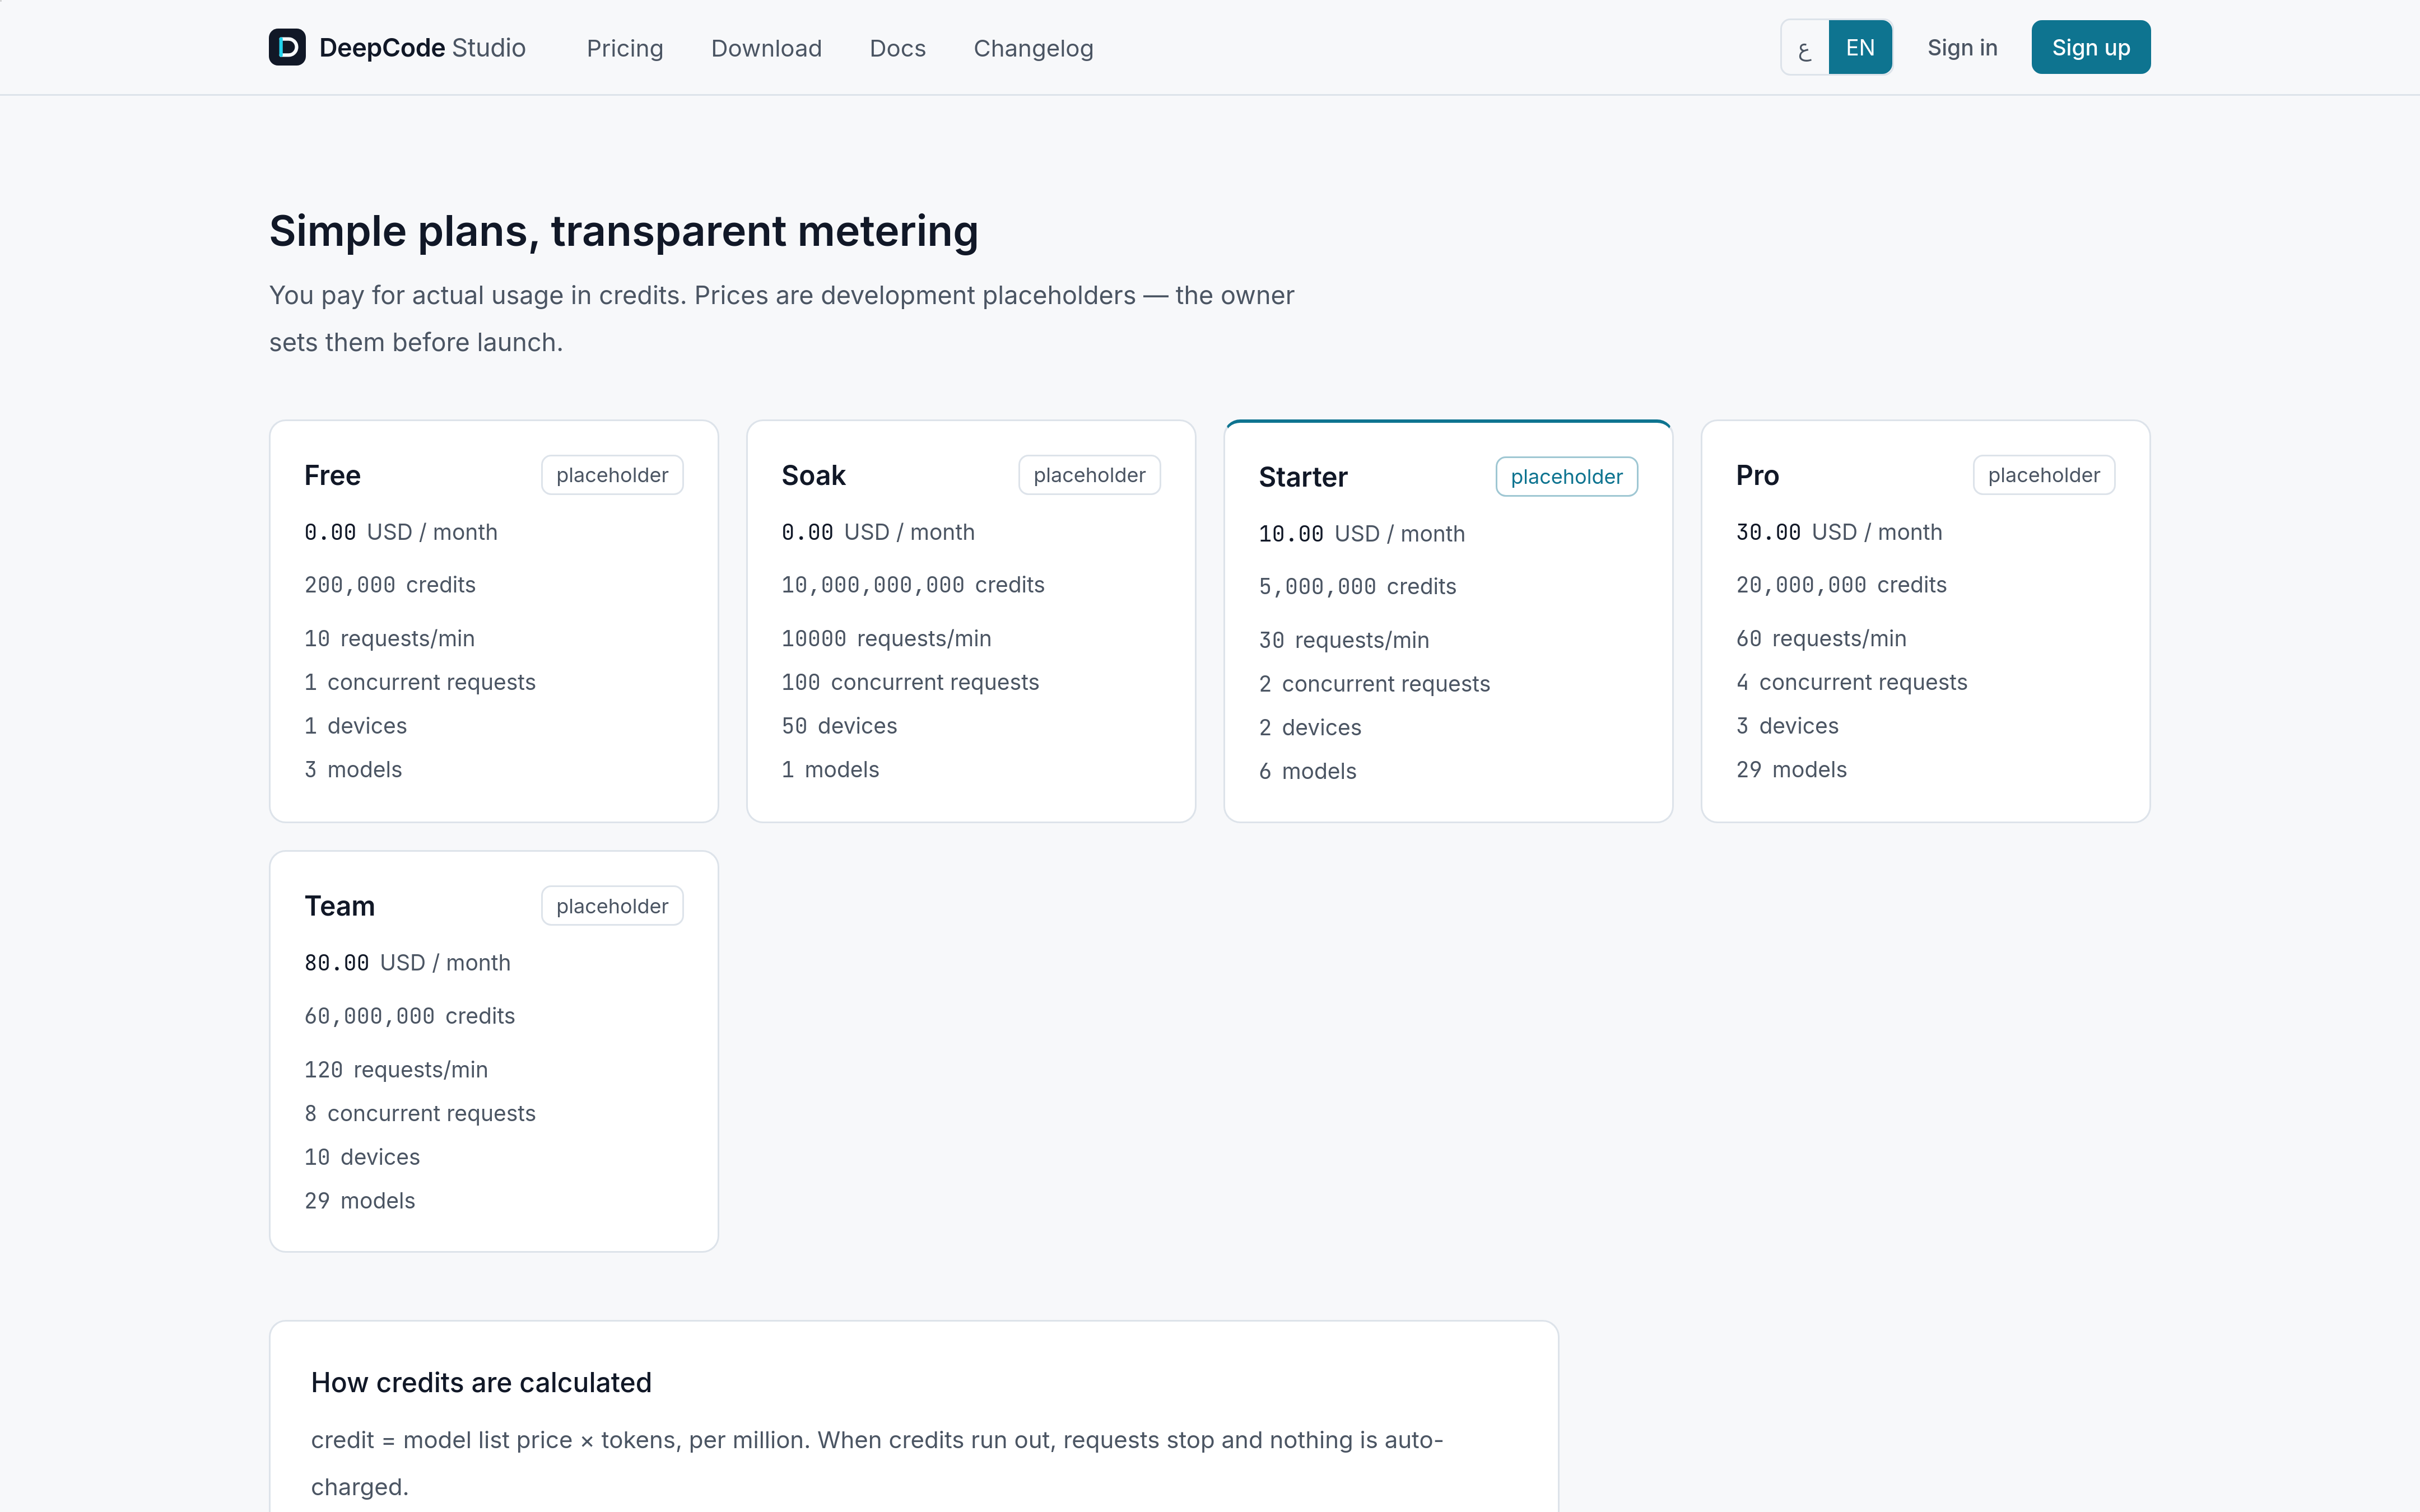 DeepCode Studio
Pricing
Download
Docs
Changelog
ع
EN
Sign in
Sign up
Simple plans, transparent metering
You pay for actual usage in credits. Prices are development placeholders — the owner
sets them before launch.
Free
placeholder
0.00 USD / month
200,000 credits
10 requests/min
1 concurrent requests
1 devices
3 models
Soak
placeholder
0.00 USD / month
10,000,000,000 credits
10000 requests/min
100 concurrent requests
50 devices
1 models
Starter
placeholder
10.00 USD / month
5,000,000 credits
30 requests/min
2 concurrent requests
2 devices
6 models
Pro
placeholder
30.00 USD / month
20,000,000 credits
60 requests/min
4 concurrent requests
3 devices
29 models
Team
placeholder
80.00 USD / month
60,000,000 credits
120 requests/min
8 concurrent requests
10 devices
29 models
How credits are calculated
credit = model list price × tokens, per million. When credits run out, requests stop and nothing is auto-
charged.